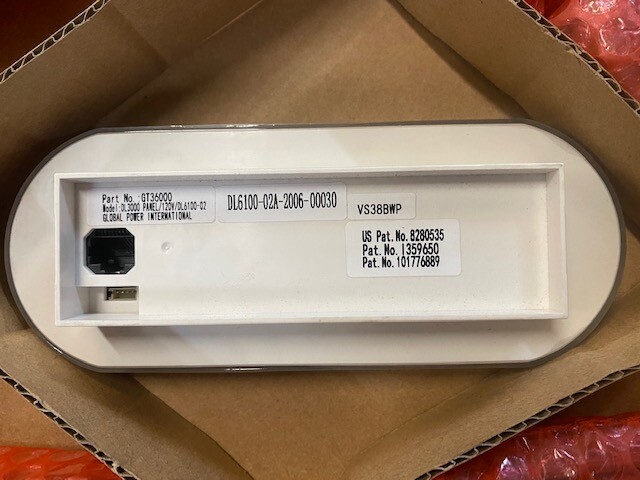 Part No.:GT36000
Model:DL3000 PANEL/120V/DL6100-02
GLOBAL POWER INTERNATIONAL
DL6100-02A-2006-00030
VS38BWP
US Pat.No.8280535
Pat.No.1359650
Pat.No.101776889